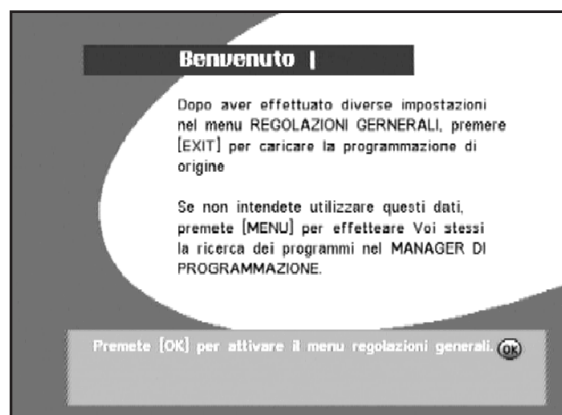 Benvenuto |
Dopo aver effettuato diverse impostazioni
nel menu REGOLAZIONI GERNERALI, premere
[EXIT] per caricare la programmazione di
origine
Se non intendete utilizzare questi dati,
premete [MENU] per effetteare Voi stessi
la ricerca dei programmi nel MANAGER DI
PROGRAMMAZIONE.
Premete [OK] per attivare il menu regolazioni generali. OK